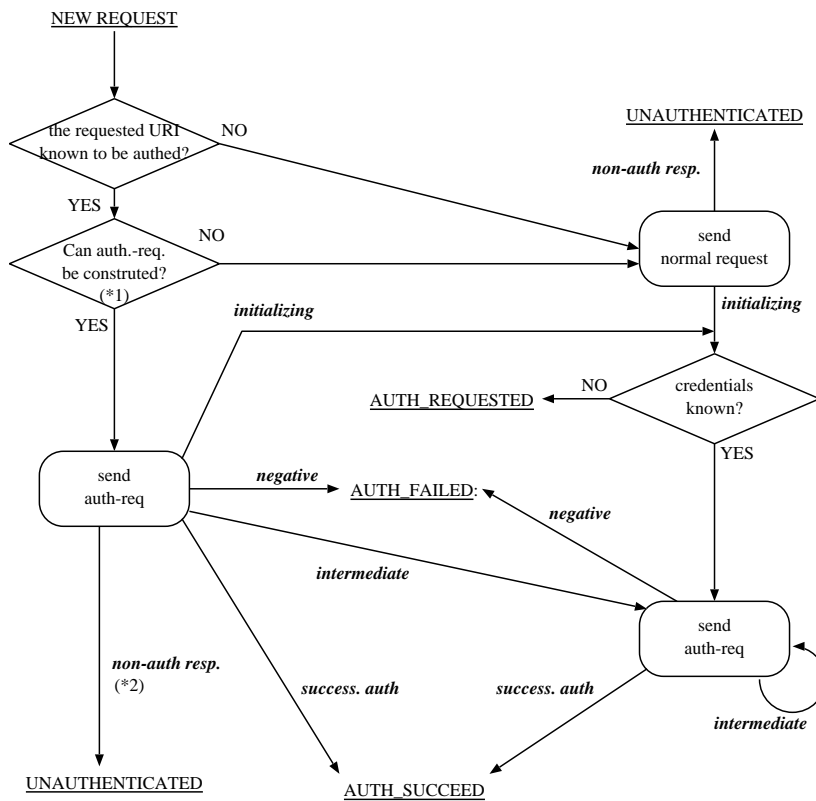 NEW REQUEST
the requested URI
known to be authed?
NO
YES
UNAUTHENTICATED
non-auth resp.
send
normal request
Can auth.-req.
be construted?
(*1)
NO
YES
initializing
initializing
credentials
known?
NO
AUTH_REQUESTED
YES
send
auth-req
negative
AUTH_FAILED:
negative
intermediate
send
auth-req
non-auth resp.
(*2)
success. auth
success. auth
intermediate
UNAUTHENTICATED
AUTH_SUCCEED